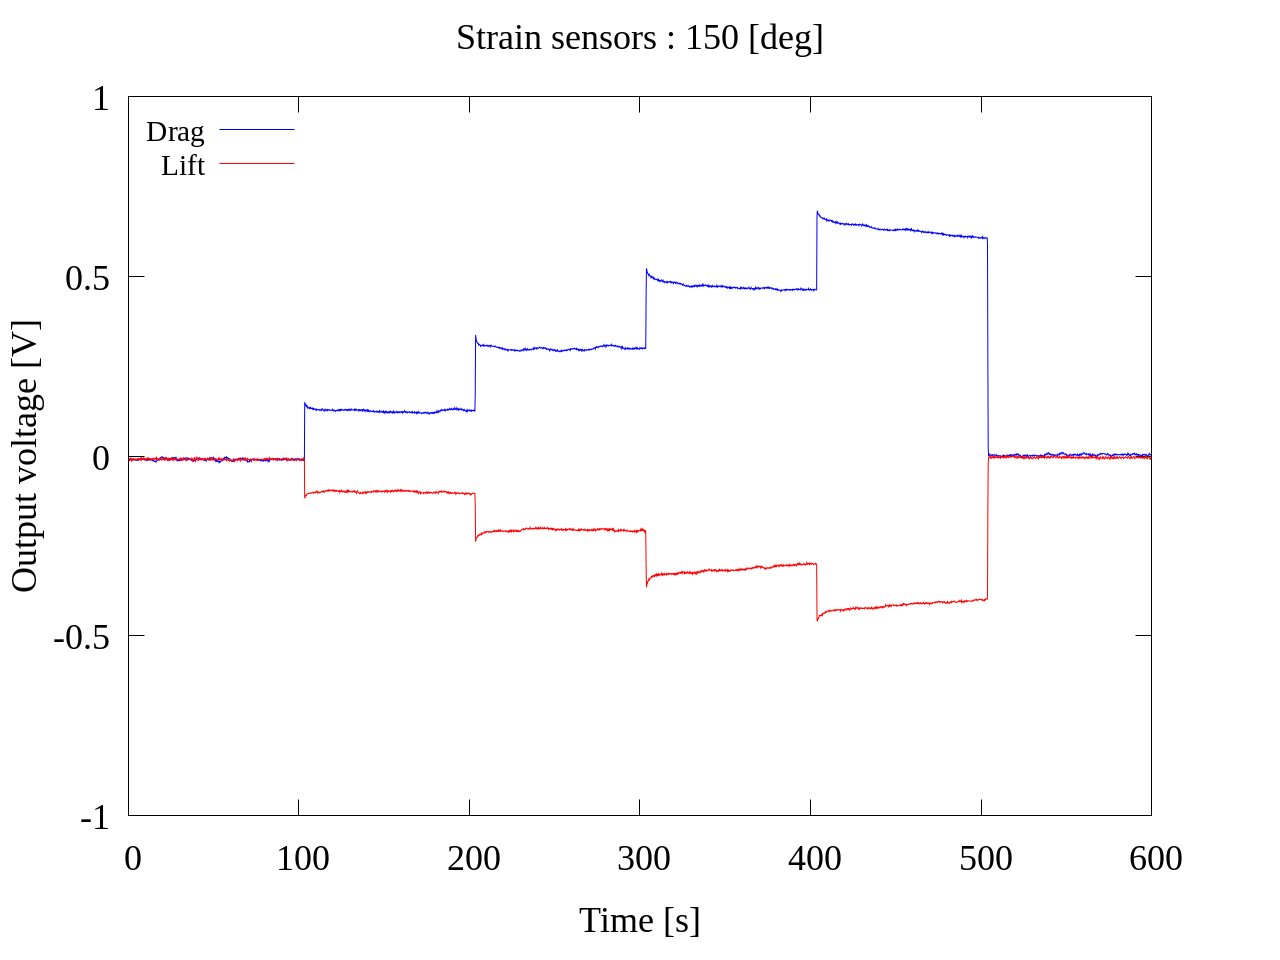 Strain sensors : 150 [deg]
Drag
Lift
1
0.5
0
-0.5
-1
Output voltage [V]
0 100 200 300 400 500 600
Time [s]